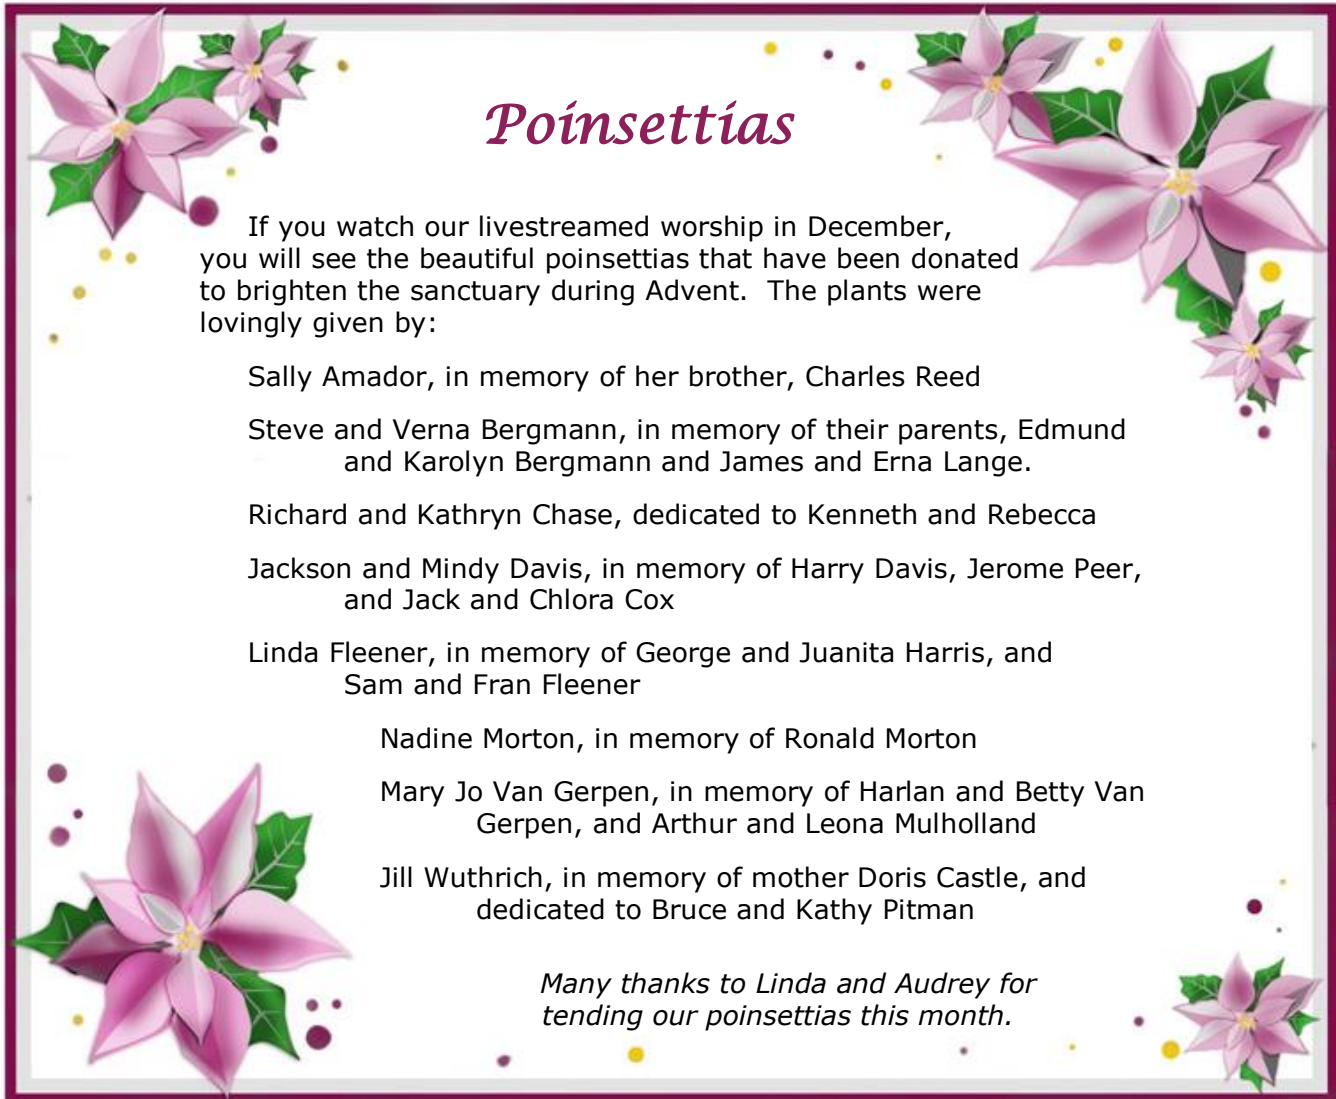 Poinsettias
If you watch our livestreamed worship in December,
you will see the beautiful poinsettias that have been donated
to brighten the sanctuary during Advent.  The plants were
lovingly given by:
Sally Amador, in memory of her brother, Charles Reed
Steve and Verna Bergmann, in memory of their parents, Edmund
and Karolyn Bergmann and James and Erna Lange.
Richard and Kathryn Chase, dedicated to Kenneth and Rebecca
Jackson and Mindy Davis, in memory of Harry Davis, Jerome Peer,
and Jack and Chlora Cox
Linda Fleener, in memory of George and Juanita Harris, and
Sam and Fran Fleener
Nadine Morton, in memory of Ronald Morton
Mary Jo Van Gerpen, in memory of Harlan and Betty Van
Gerpen, and Arthur and Leona Mulholland
Jill Wuthrich, in memory of mother Doris Castle, and
dedicated to Bruce and Kathy Pitman
Many thanks to Linda and Audrey for
tending our poinsettias this month.